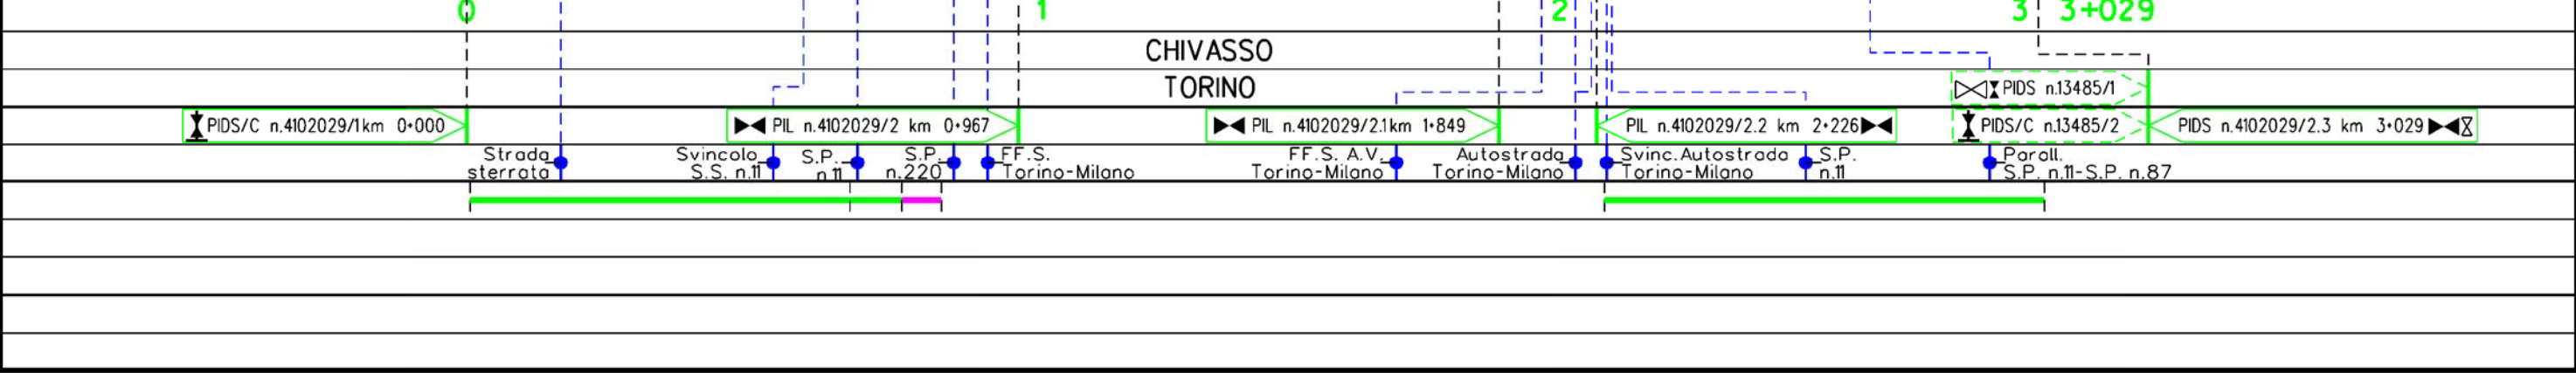 0 1 2 3 3+029
CHIVASSO
TORINO
PIDS n.13485/1
PIDS/C n.4102029/1 km 0+000
PIL n.4102029/2 km 0+967
PIL n.4102029/2.1 km 1+849
PIL n.4102029/2.2 km 2+226
PIDS/C n.13485/2
PIDS n.4102029/2.3 km 3+029
Strada
sterrata
Svincolo
S.S. n.11
S.P.
n 11
S.P.
n.220
FF.S.
Torino-Milano
FF.S. A.V.
Torino-Milano
Autostrada
Torino-Milano
Svinc.Autostrada
Torino-Milano
S.P.
n.11
Parall.
S.P. n.11-S.P. n.87